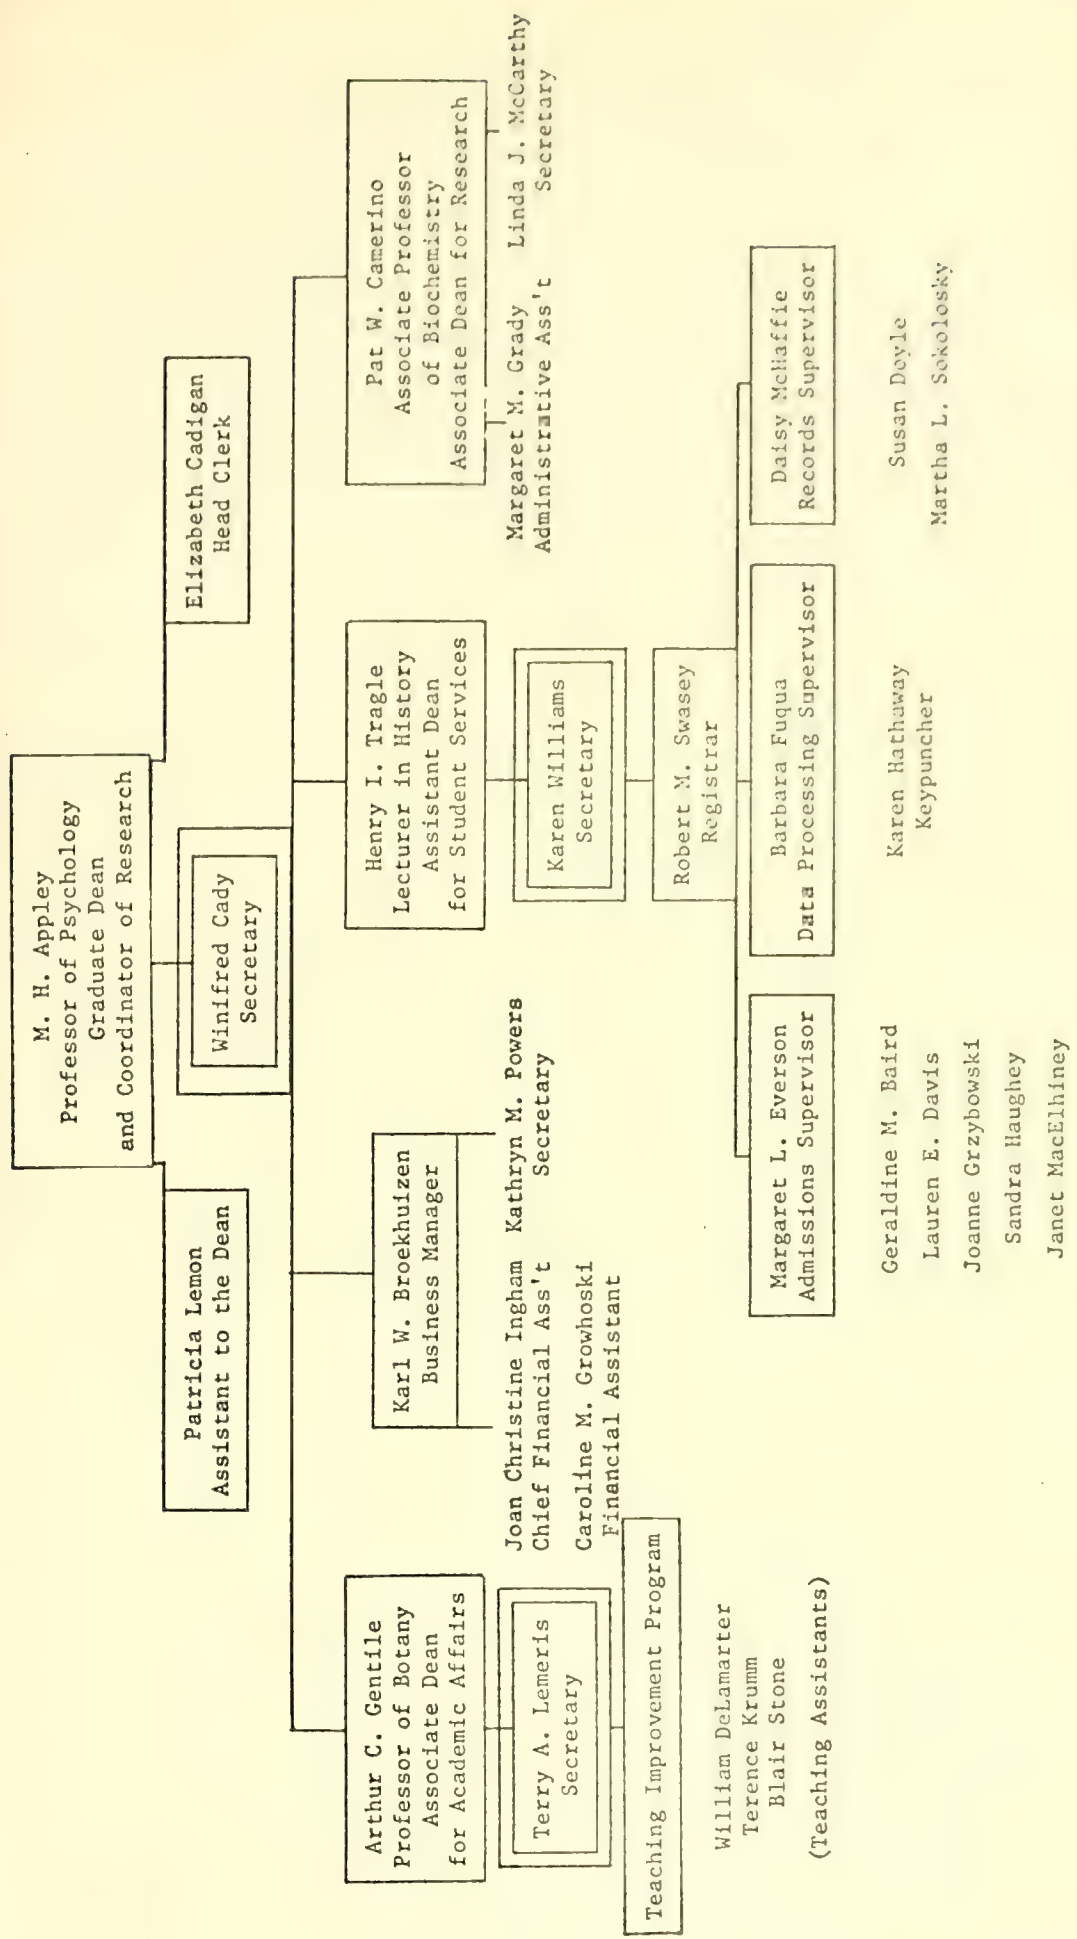 M. H. Appley
Professor of Psychology
Graduate Dean
and Coordinator of Research
Patricia Lemon
Assistant to the Dean
Winifred Cady
Secretary
Elizabeth Cadigan
Head Clerk
Arthur C. Gentile
Professor of Botany
Associate Dean
for Academic Affairs
Terry A. Lemeris
Secretary
Teaching Improvement Program
William DeLamarter
Terence Krumm
Blair Stone
(Teaching Assistants)
Karl W. Broekhuizen
Business Manager
Joan Christine Ingham
Chief Financial Ass't
Caroline M. Growhoski
Financial Assistant
Kathryn M. Powers
Secretary
Henry I. Tragle
Lecturer in History
Assistant Dean
for Student Services
Karen Williams
Secretary
Robert M. Swasey
Registrar
Margaret L. Everson
Admissions Supervisor
Geraldine M. Baird
Lauren E. Davis
Joanne Grzybowski
Sandra Haughey
Janet MacElhiney
Barbara Fuqua
Data Processing Supervisor
Karen Hathaway
Keypuncher
Daisy McHaffie
Records Supervisor
Susan Doyle
Martha L. Sokolosky
Pat W. Camerino
Associate Professor
of Biochemistry
Associate Dean for Research
Margaret M. Grady
Administrative Ass't
Linda J. McCarthy
Secretary